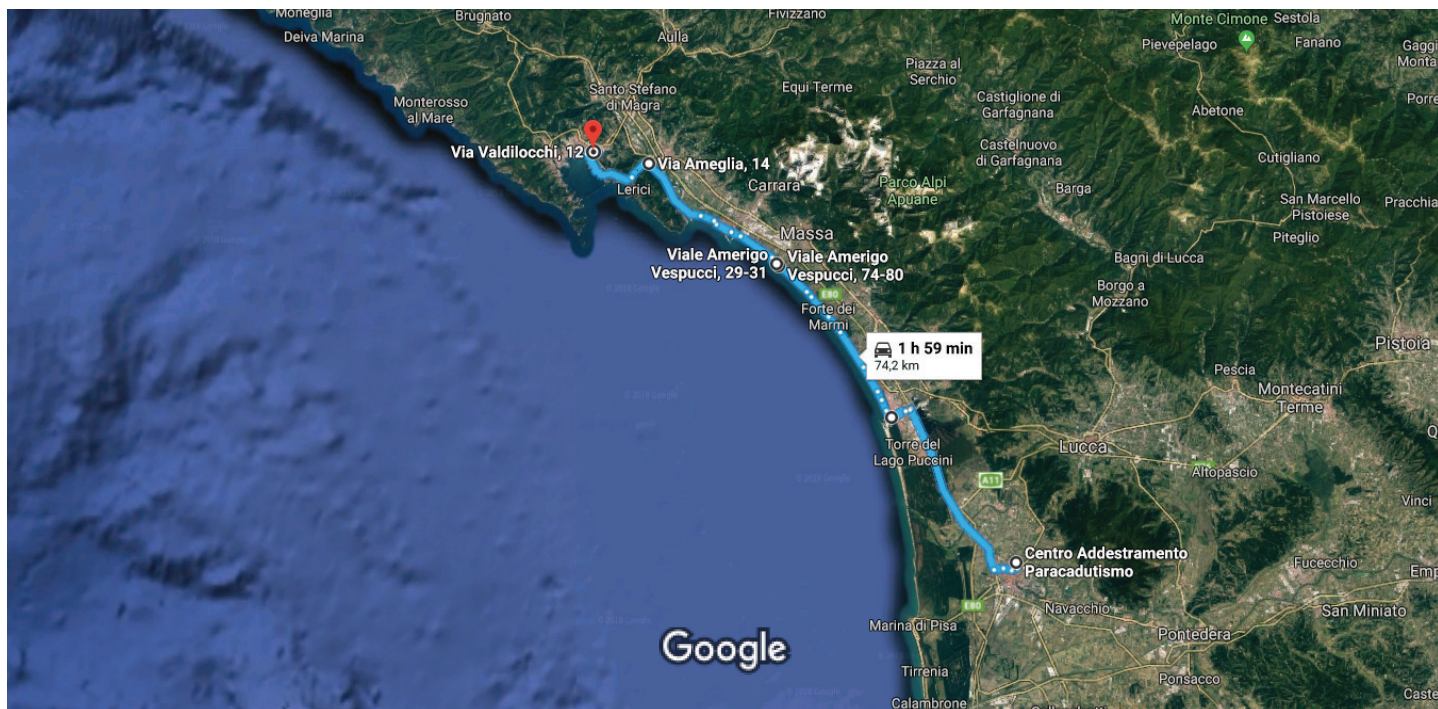 Moneglia
Deiva Marina
Brugnato
Fivizzano
Aulla
Monte Cimone
Sestola
Pievepelago
Fanano
Gaggi
Monta
Piazza al
Serchio
Equi Terme
Santo Stefano
di Magra
Monterosso
al Mare
Castiglione di
Garfagnana
Abetone
Porre
Castelnuovo
di Garfagnana
Cutigliano
Via Valdilocchi, 12
Via Ameglia, 14
Lerici
Carrara
Parco Alpi
Apuane
Barga
San Marcello
Pistoiese
Pracchia
Piteglio
Massa
Viale Amerigo
Vespucci, 29-31
Viale Amerigo
Vespucci, 74-80
Bagni di Lucca
E80
Forte dei
Marmi
Borgo a
Mozzano
1 h 59 min
74,2 km
Pistoia
Pescia
Montecatini
Terme
Torre del
Lago Puccini
Lucca
Altopascio
A11
Vinci
Centro Addestramento
Paracadutismo
Fucecchio
Emp
E80
Navacchio
San Miniato
Marina di Pisa
Pontedera
Google
Tirrenia
Ponsacco
Calambrone
Caste